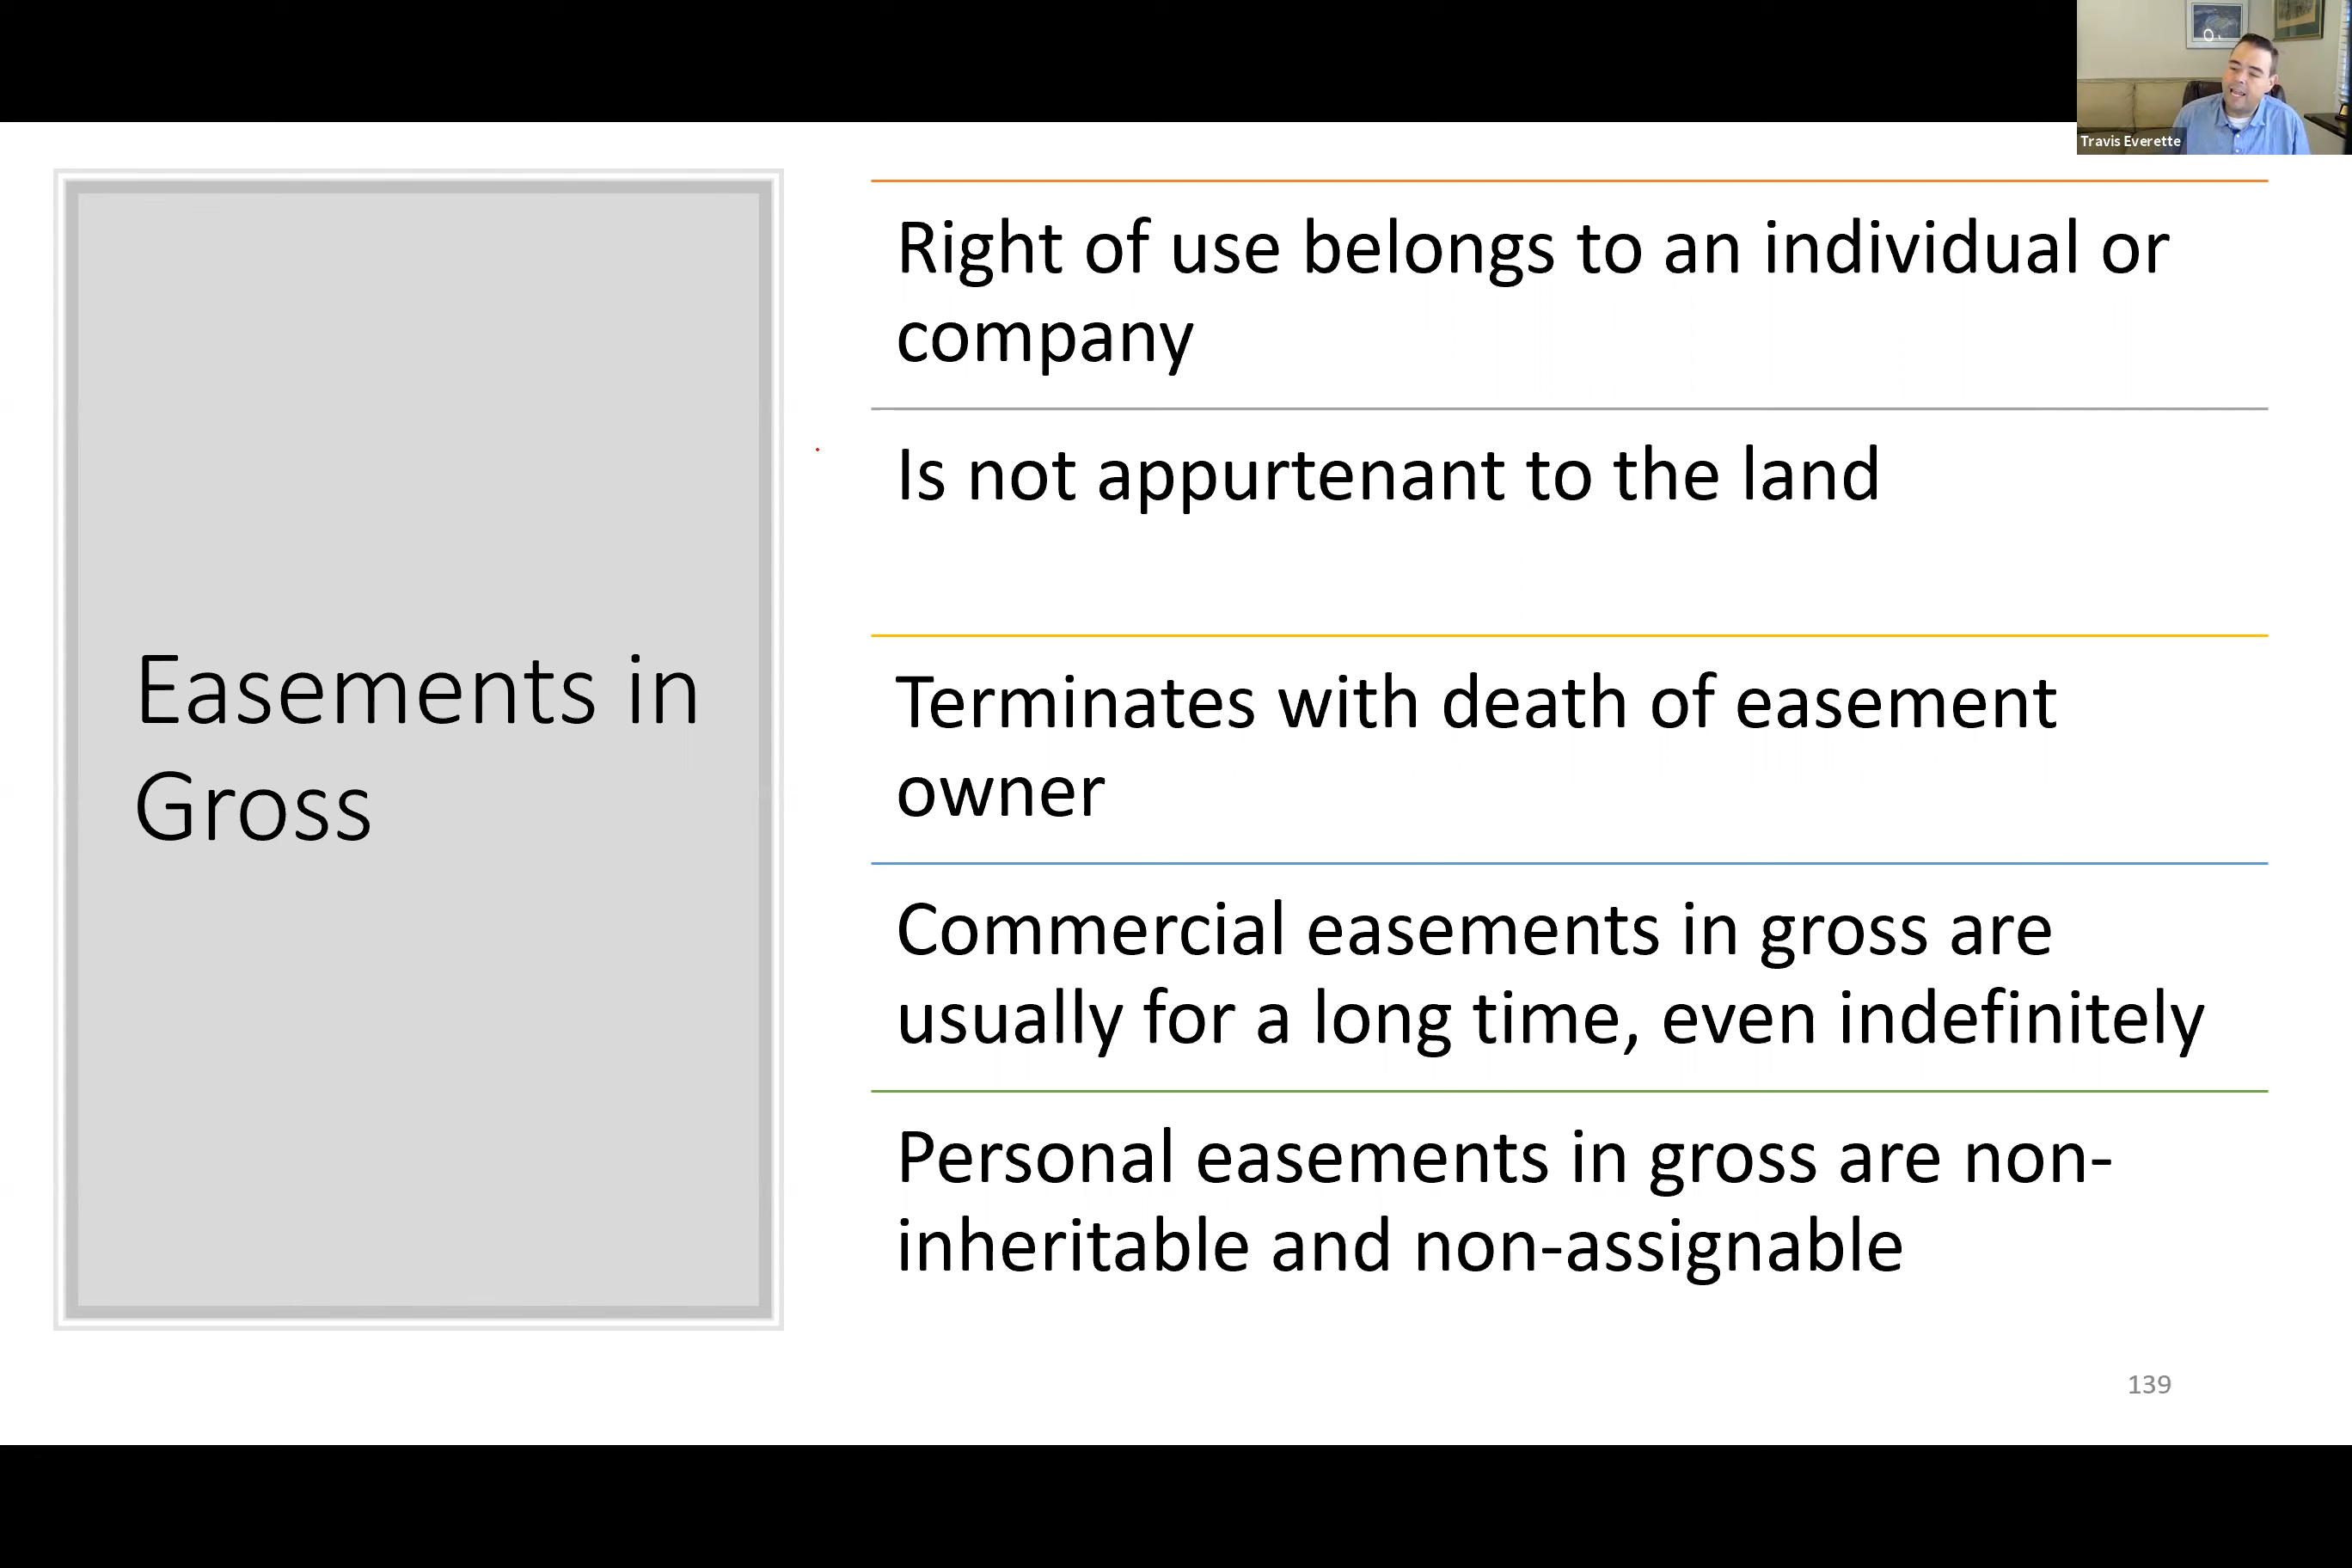 Travis Everette
Easements in
Gross
Right of use belongs to an individual or
company
Is not appurtenant to the land
Terminates with death of easement
owner
Commercial easements in gross are
usually for a long time, even indefinitely
Personal easements in gross are non-
inheritable and non-assignable
139